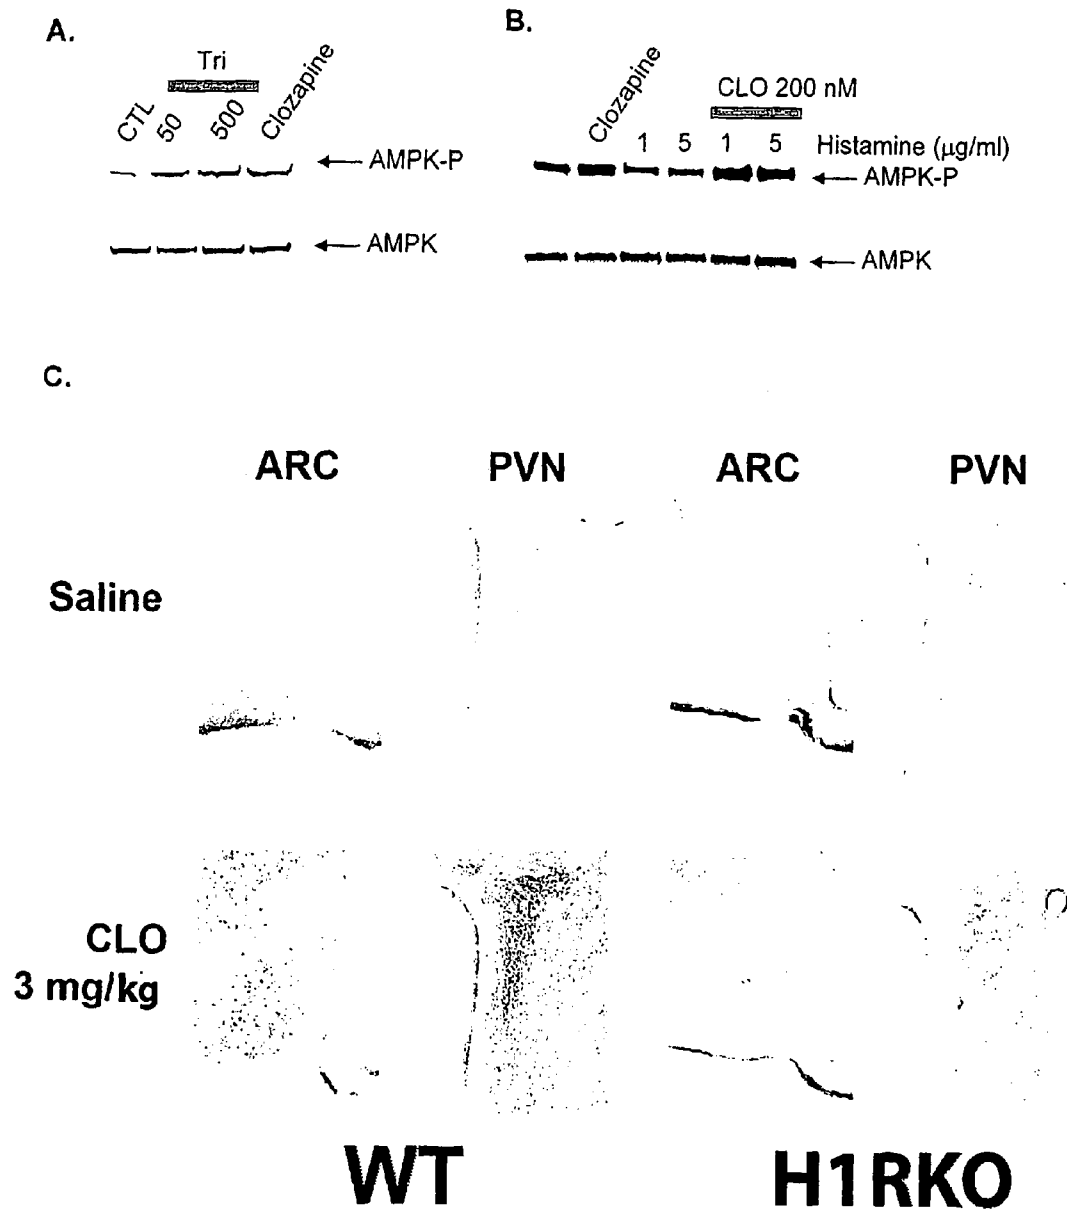 A.
Tri
CTL 50 500 Clozapine
AMPK-P
AMPK
B.
Clozapine
CLO 200 nM
1 5 1 5 Histamine (µg/ml)
AMPK-P
AMPK
C.
ARC PVN ARC PVN
Saline
CLO
3 mg/kg
WT H1RKO